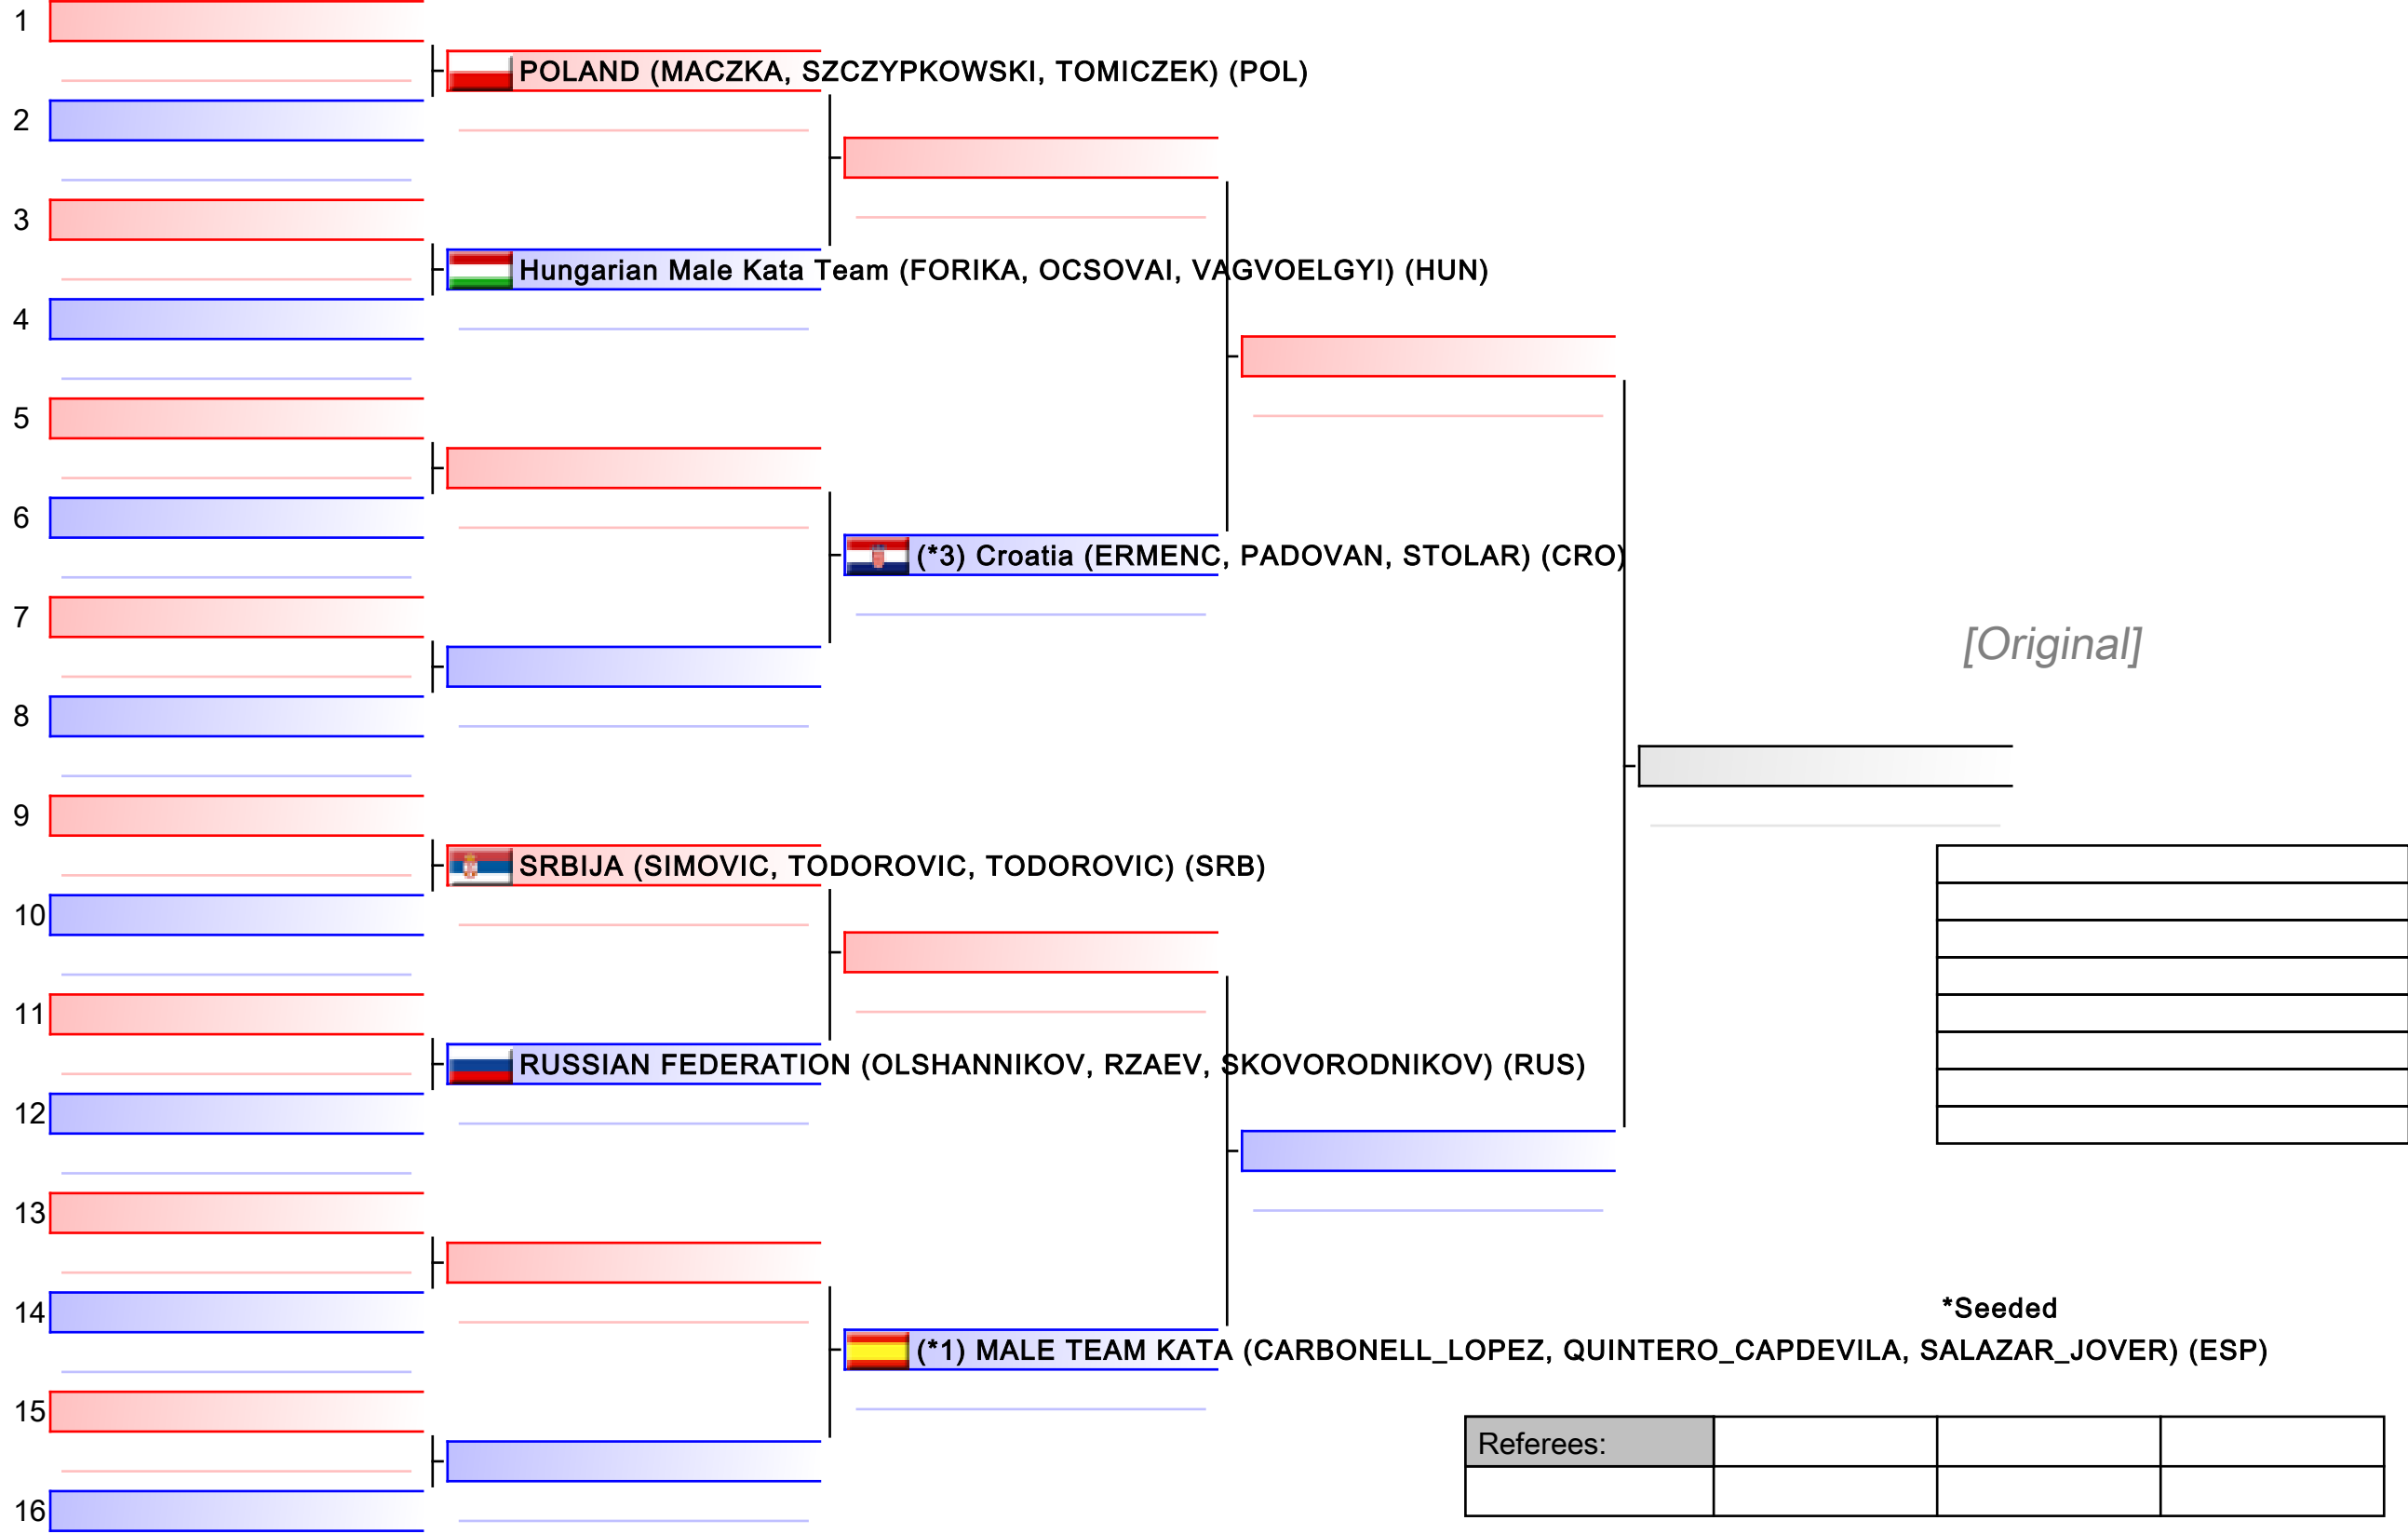 1
POLAND (MACZKA, SZCZYPKOWSKI, TOMICZEK) (POL)
2
3
Hungarian Male Kata Team (FORIKA, OCSOVAI, VAGVOELGYI) (HUN)
4
5
6
(*3) Croatia (ERMENC, PADOVAN, STOLAR) (CRO)
7
[Original]
8
9
SRBIJA (SIMOVIC, TODOROVIC, TODOROVIC) (SRB)
10
11
RUSSIAN FEDERATION (OLSHANNIKOV, RZAEV, SKOVORODNIKOV) (RUS)
12
13
14
*Seeded
(*1) MALE TEAM KATA (CARBONELL_LOPEZ, QUINTERO_CAPDEVILA, SALAZAR_JOVER) (ESP)
15
Referees:
16